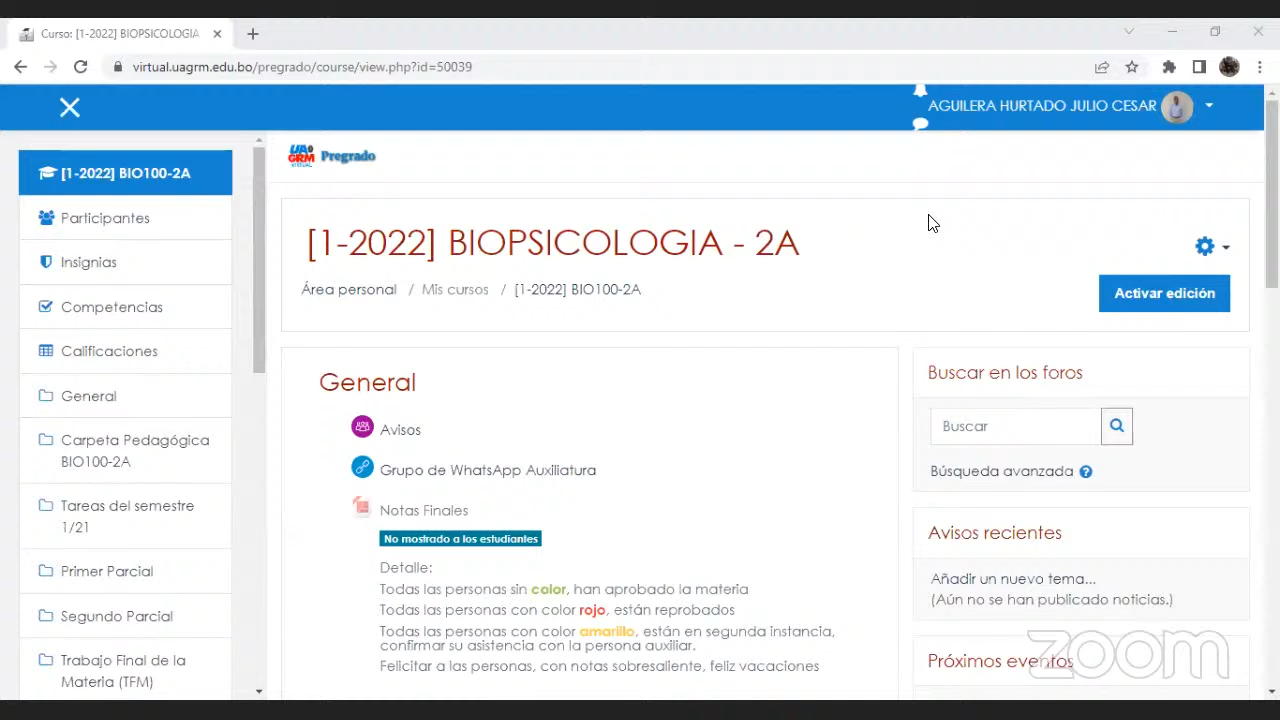 Curso: [1-2022] BIOPSICOLOGIA
virtual.uagrm.edu.bo/pregrado/course/view.php?id=50039
AGUILERA HURTADO JULIO CESAR
[1-2022] BIO100-2A
Participantes
Insignias
Competencias
Calificaciones
General
Carpeta Pedagógica
BIO100-2A
Tareas del semestre
1/21
Primer Parcial
Segundo Parcial
Trabajo Final de la
Materia (TFM)
UAGRM VIRTUAL Pregrado
[1-2022] BIOPSICOLOGIA - 2A
Área personal / Mis cursos / [1-2022] BIO100-2A
Activar edición
General
Avisos
Grupo de WhatsApp Auxiliatura
Notas Finales
No mostrado a los estudiantes
Detalle:
Todas las personas sin color, han aprobado la materia
Todas las personas con color rojo, están reprobados
Todas las personas con color amarillo, están en segunda instancia,
confirmar su asistencia con la persona auxiliar.
Felicitar a las personas, con notas sobresaliente, feliz vacaciones
Buscar en los foros
Buscar
Búsqueda avanzada
Avisos recientes
Añadir un nuevo tema...
(Aún no se han publicado noticias.)
Próximos eventos
zoom